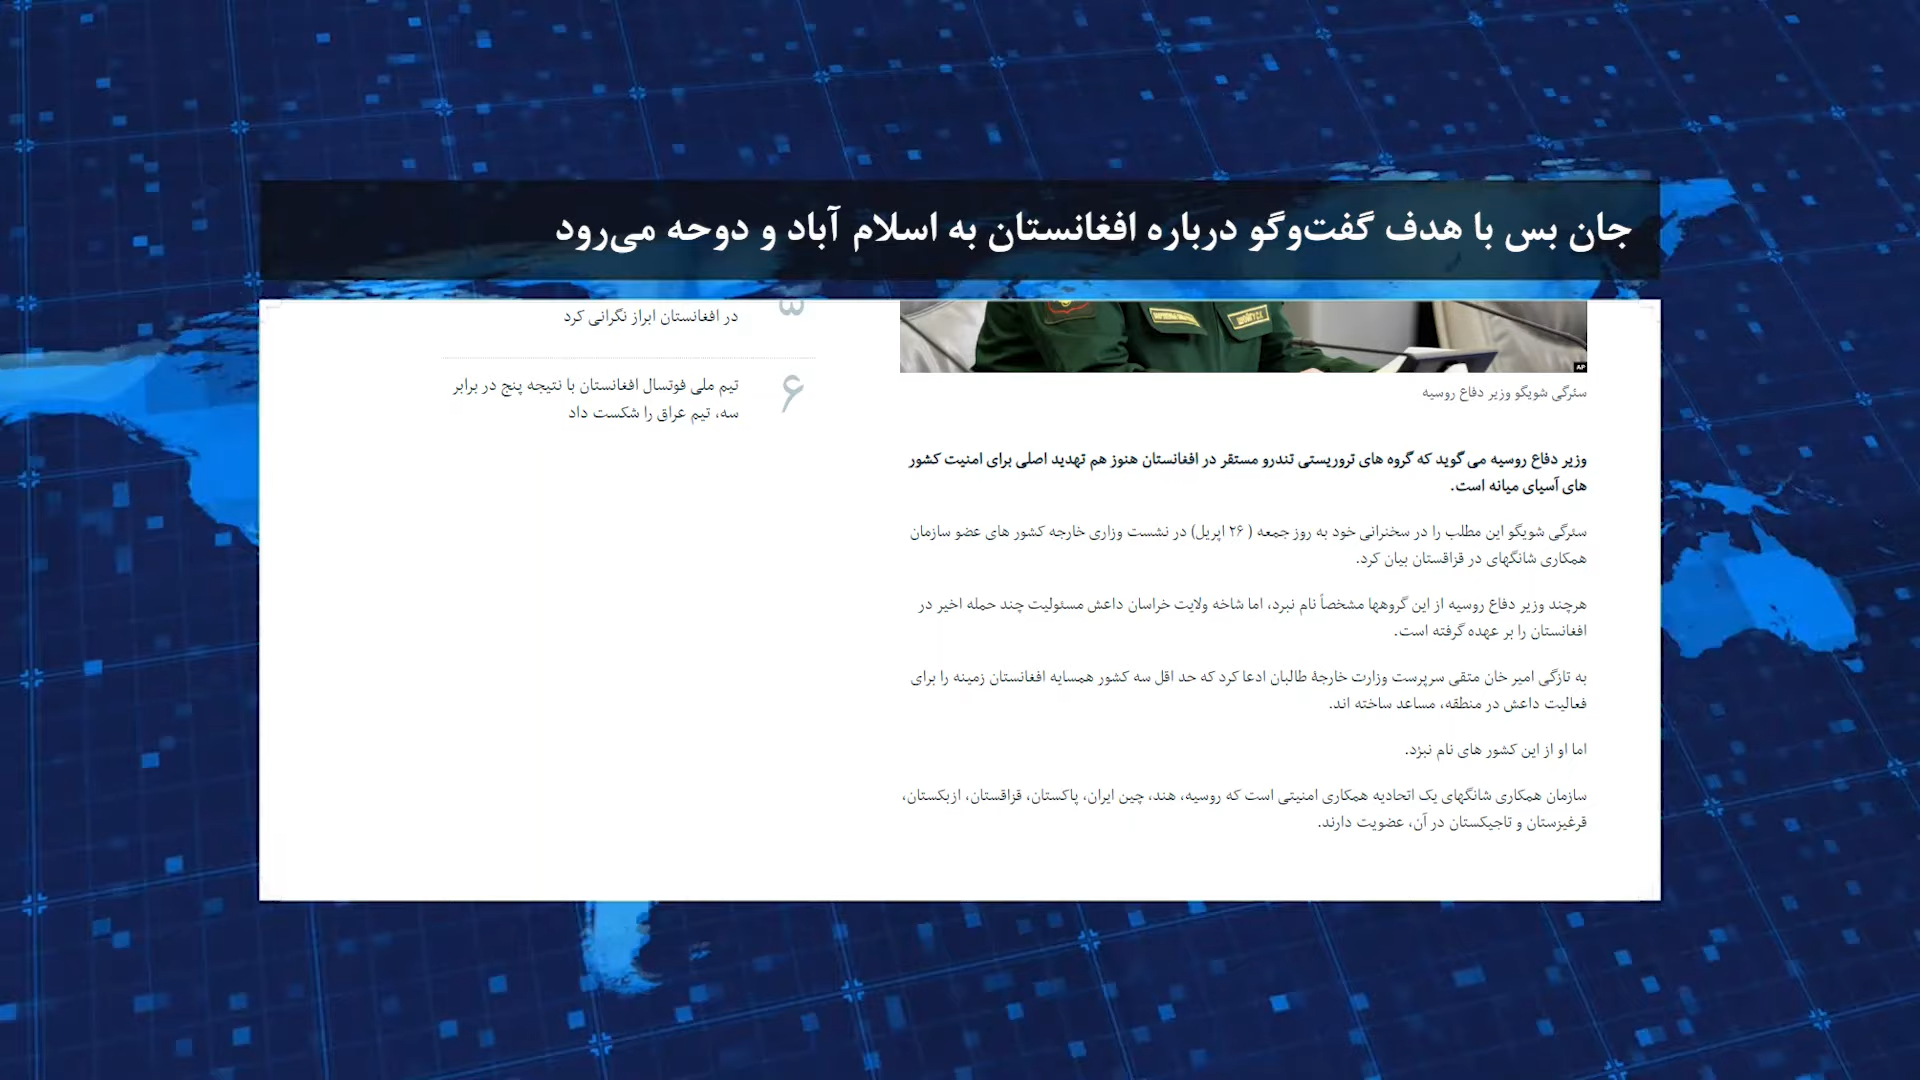 جان بس با هدف گفت‌وگو درباره افغانستان به اسلام آباد و دوحه می‌رود
AP
سئرگی شویگو وزیر دفاع روسیه
وزیر دفاع روسیه می گوید که گروه های تروریستی تندرو مستقر در افغانستان هنوز هم تهدید اصلی برای امنیت کشور
های آسیای میانه است.
سئرگی شویگو این مطلب را در سخنرانی خود به روز جمعه ( ۲۶ اپریل) در نشست وزاری خارجه کشور های عضو سازمان
همکاری شانگهای در قزاقستان بیان کرد.
هرچند وزیر دفاع روسیه از این گروهها مشخصاً نام نبرد، اما شاخه ولایت خراسان داعش مسئولیت چند حمله اخیر در
افغانستان را بر عهده گرفته است.
به تازگی امیر خان متقی سرپرست وزارت خارجۀ طالبان ادعا کرد که حد اقل سه کشور همسایه افغانستان زمینه را برای
فعالیت داعش در منطقه، مساعد ساخته اند.
اما او از این کشور های نام نبژد.
سازمان همکاری شانگهای یک اتحادیه همکاری امنیتی است که روسیه، هند، چین ایران، پاکستان، قزاقستان، ازبکستان،
قرغیزستان و تاجیکستان در آن، عضویت دارند.
۵
در افغانستان ابراز نگرانی کرد
۶
تیم ملی فوتسال افغانستان با نتیجه پنج در برابر
سه، تیم عراق را شکست داد